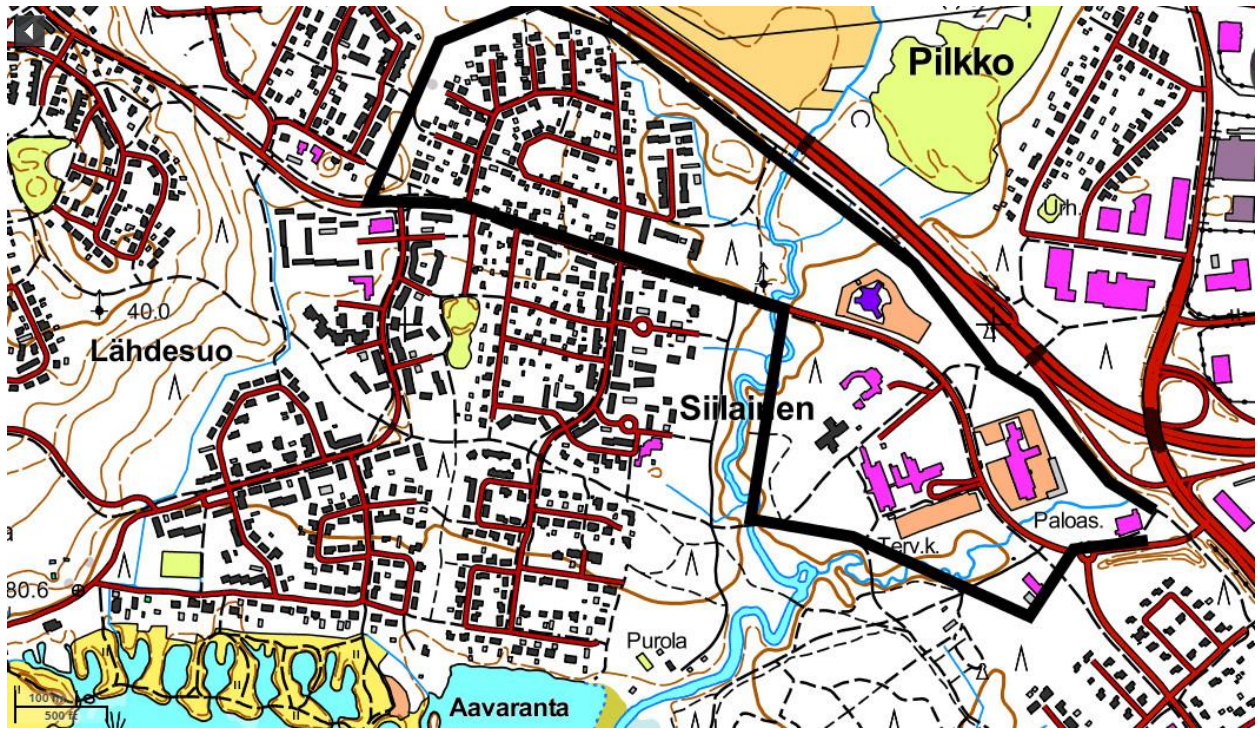 Pilkko
Urh.
40.0
Lähdesuo
Siilainen
Paloas.
Terv.k.
80.6
Purola
Aavaranta
100 m
500 ft